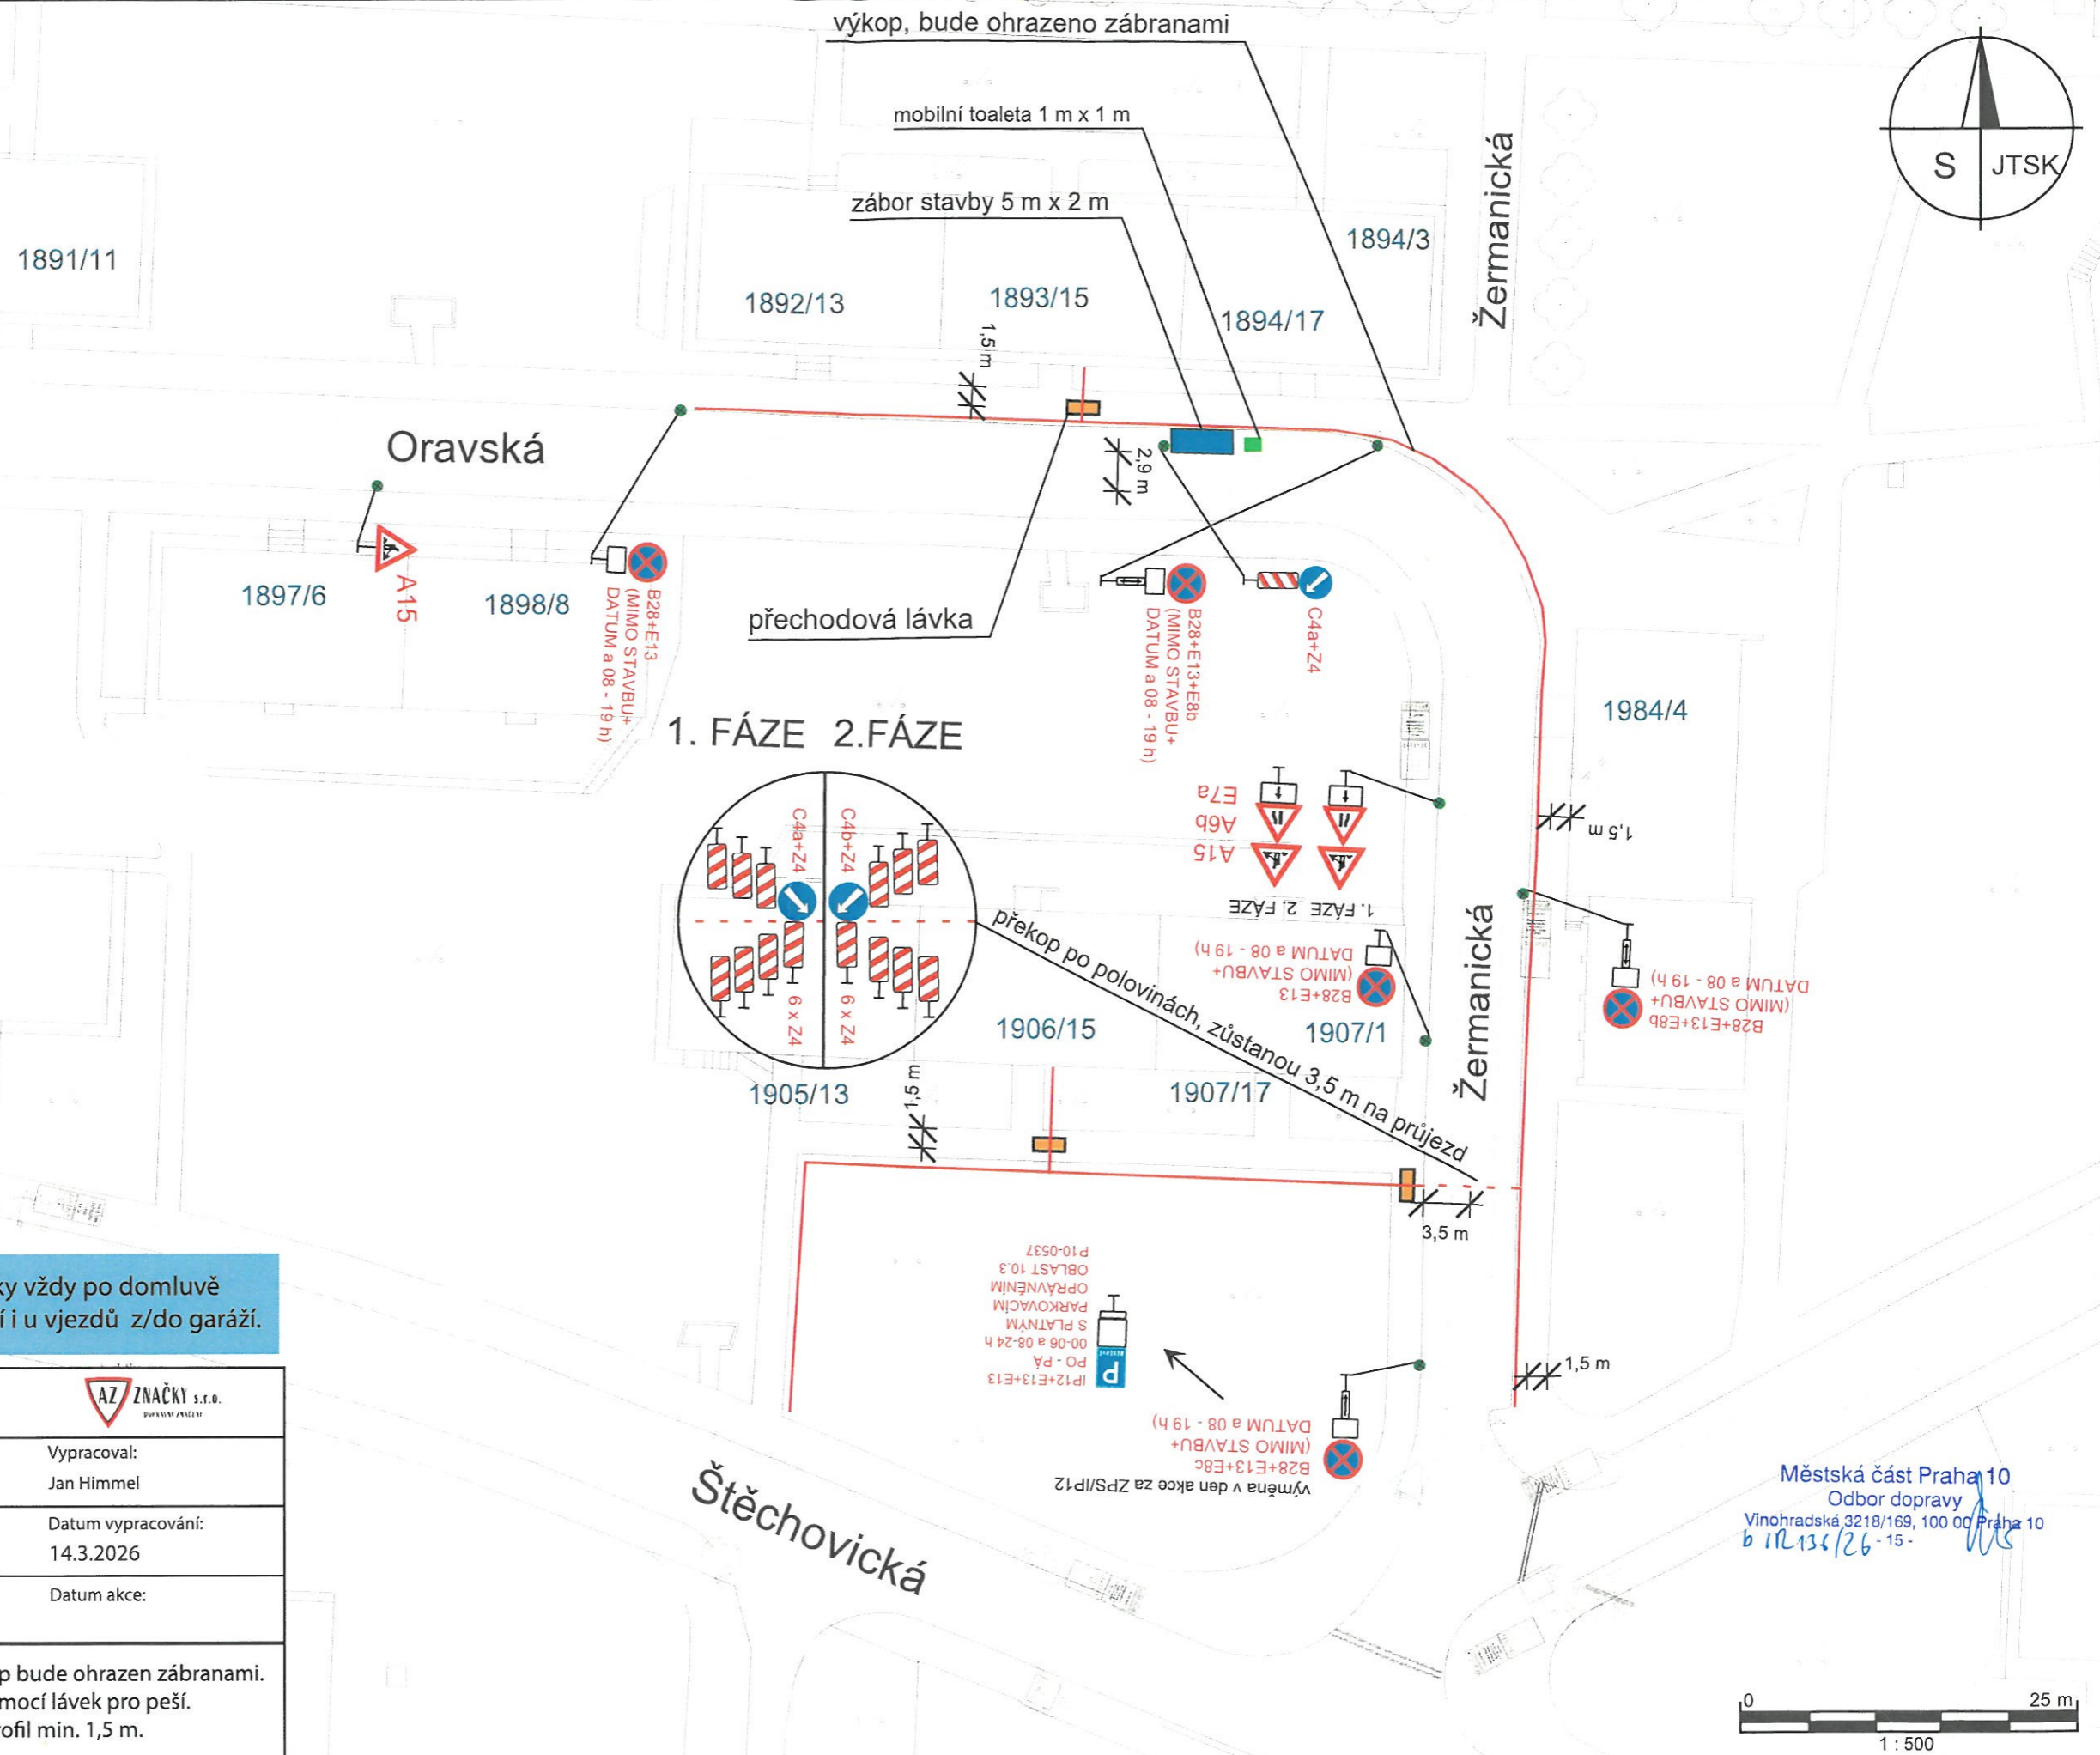 výkop, bude ohrazeno zábranami
mobilní toaleta 1 m x 1 m
zábor stavby 5 m x 2 m
Žermanická
S JTSK
1891/11
1892/13
1893/15
1894/17
1894/3
1,5 m
Oravská
2,9 m
1897/6
A15
1898/8
B28+E13
(MIMO STAVBU+
DATUM a 08 - 19 h)
přechodová lávka
B28+E13+E8b
(MIMO STAVBU+
DATUM a 08 - 19 h)
C4a+Z4
1984/4
1. FÁZE 2.FÁZE
C4a+Z4
C4b+Z4
6 x Z4
6 x Z4
E7a
A6b
A15
1. FÁZE 2. FÁZE
1,5 m
B28+E13
(MIMO STAVBU+
DATUM a 08 - 19 h)
Žermanická
B28+E13+E8b
(MIMO STAVBU+
DATUM a 08 - 19 h)
překop po polovinách, zůstanou 3,5 m na průjezd
1906/15
1907/1
1905/13
1,5 m
1907/17
3,5 m
IP12+E13+E13
PO - PÁ
00-06 a 08-24 h
S PLATNÝM
PARKOVACÍM
OPRÁVNĚNÍM
OBLAST 10.3
P10-0537
P
RESERVÉ
výměna v den akce za ZPS/IP12
B28+E13+E8c
(MIMO STAVBU+
DATUM a 08 - 19 h)
1,5 m
Štěchovická
ky vždy po domluvě
í i u vjezdů z/do garáží.
AZ ZNAČKY s.r.o.
DOPRAVNÍ ZNAČENÍ
Vypracoval:
Jan Himmel
Datum vypracování:
14.3.2026
Datum akce:
p bude ohrazen zábranami.
mocí lávek pro peší.
rofil min. 1,5 m.
Městská část Praha 10
Odbor dopravy
Vinohradská 3218/169, 100 00 Praha 10
- 15 -
0 25 m
1 : 500